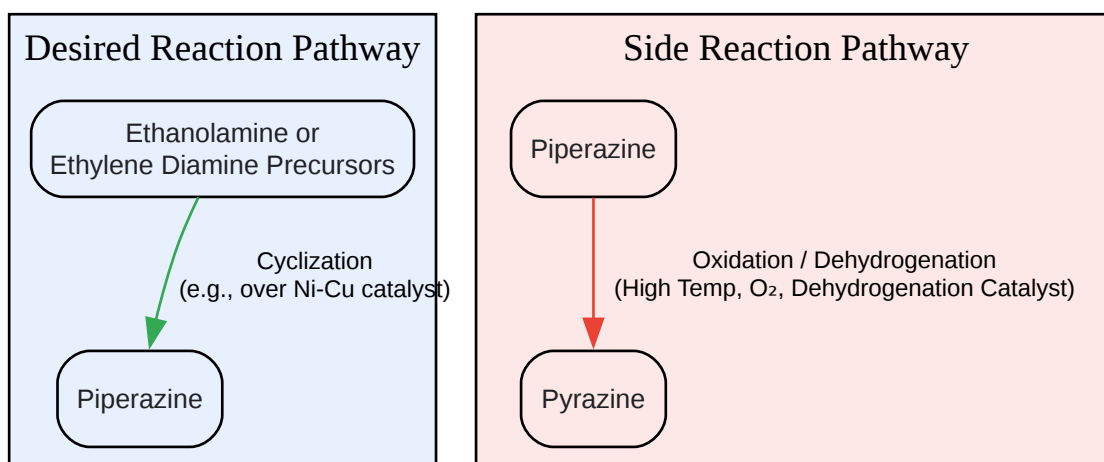 Desired Reaction Pathway
Ethanolamine or
Ethylene Diamine Precursors
Cyclization
(e.g., over Ni-Cu catalyst)
Piperazine
Side Reaction Pathway
Piperazine
Oxidation / Dehydrogenation
(High Temp, O₂, Dehydrogenation Catalyst)
Pyrazine